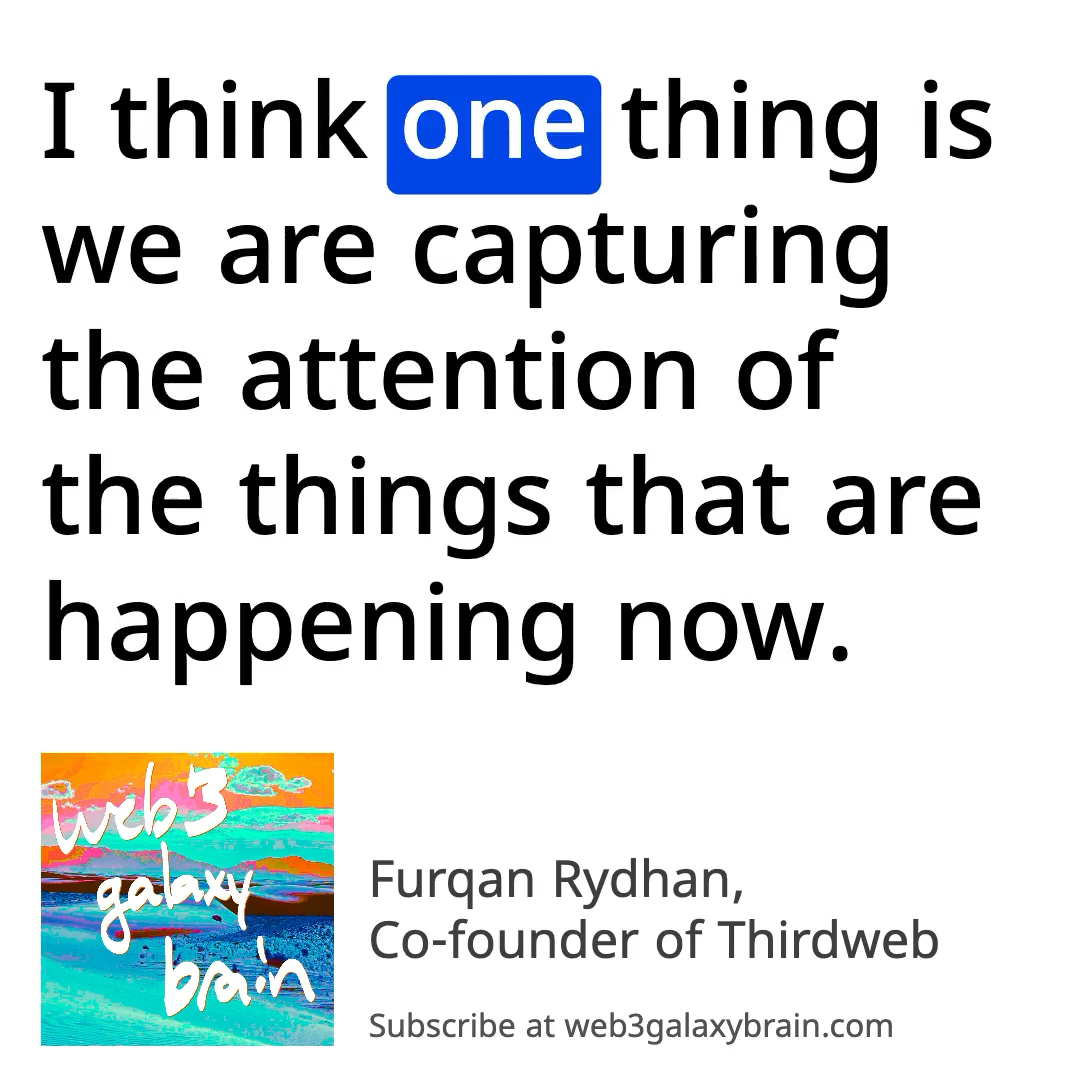 I think one thing is
we are capturing
the attention of
the things that are
happening now.
web3
galaxy
brain
Furqan Rydhan,
Co-founder of Thirdweb
Subscribe at web3galaxybrain.com